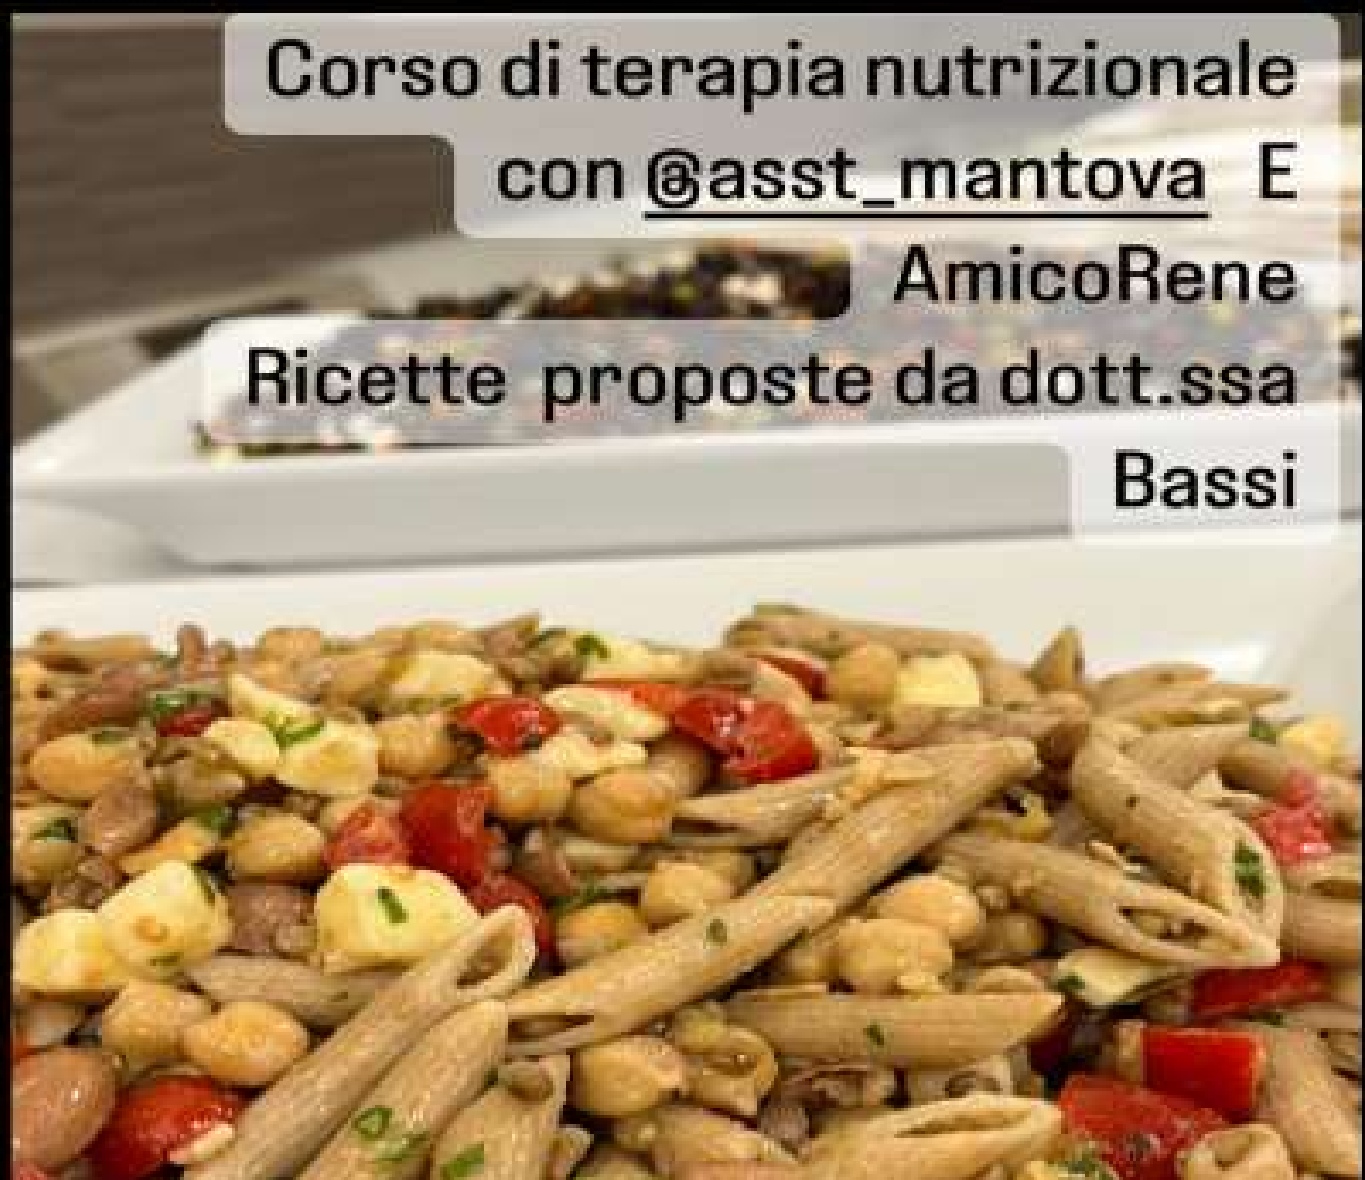 Corso di terapia nutrizionale
con @asst_mantova E
AmicoRene
Ricette proposte da dott.ssa
Bassi